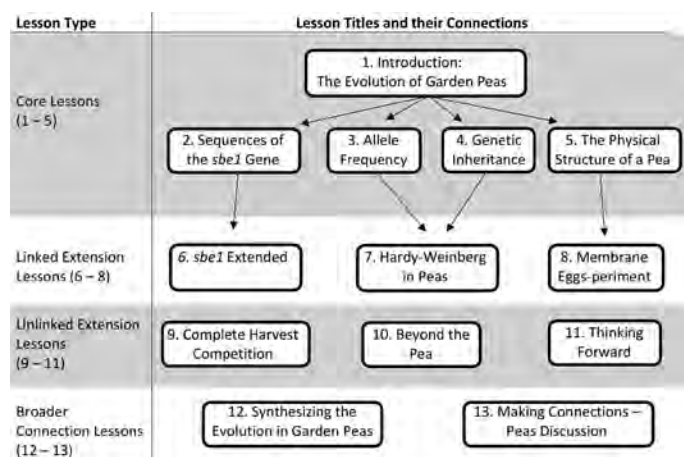 Lesson Type
Lesson Titles and their Connections
Core Lessons
(1 – 5)
1. Introduction:
The Evolution of Garden Peas
2. Sequences of
the sbe1 Gene
3. Allele
Frequency
4. Genetic
Inheritance
5. The Physical
Structure of a Pea
Linked Extension
Lessons (6 – 8)
6. sbe1 Extended
7. Hardy-Weinberg
in Peas
8. Membrane
Eggs-periment
Unlinked Extension
Lessons
(9 – 11)
9. Complete Harvest
Competition
10. Beyond the
Pea
11. Thinking
Forward
Broader
Connection Lessons
(12 – 13)
12. Synthesizing the
Evolution in Garden Peas
13. Making Connections –
Peas Discussion